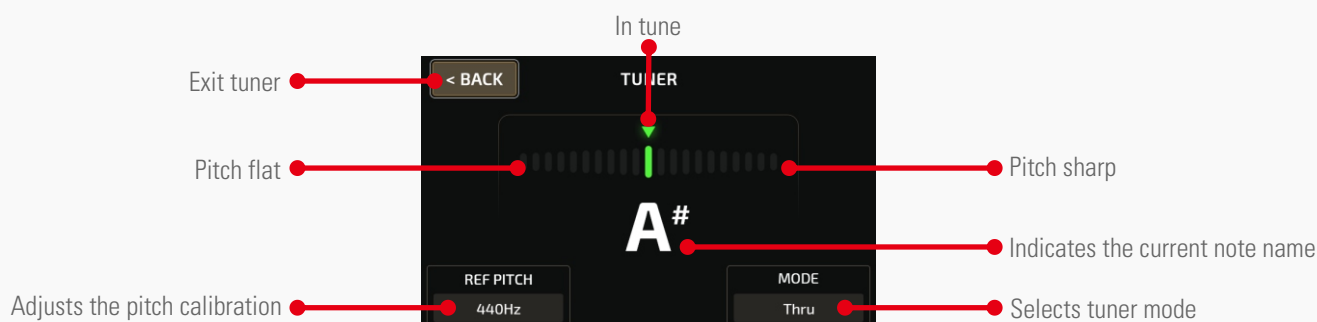 In tune
Exit tuner
< BACK
TUNER
Pitch flat
Pitch sharp
A#
Indicates the current note name
REF PITCH
MODE
Adjusts the pitch calibration
440Hz
Thru
Selects tuner mode